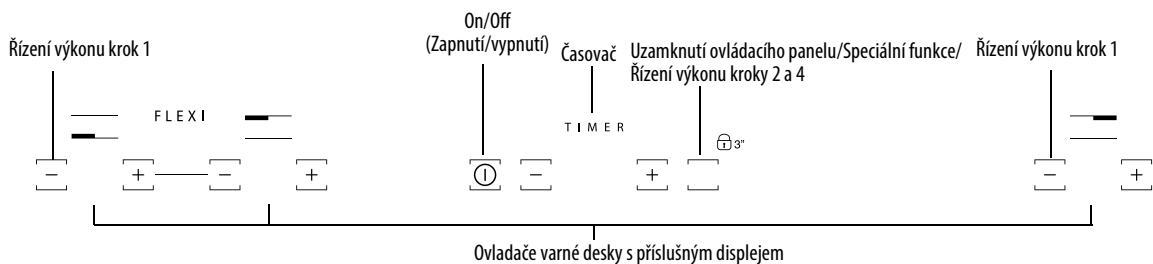 On/Off
(Zapnutí/vypnutí)
Řízení výkonu krok 1
Časovač
Uzamknutí ovládacího panelu/Speciální funkce/
Řízení výkonu kroky 2 a 4
Řízení výkonu krok 1
FLEXI
TIMER
3"
− + − + − + − +
Ovladače varné desky s příslušným displejem